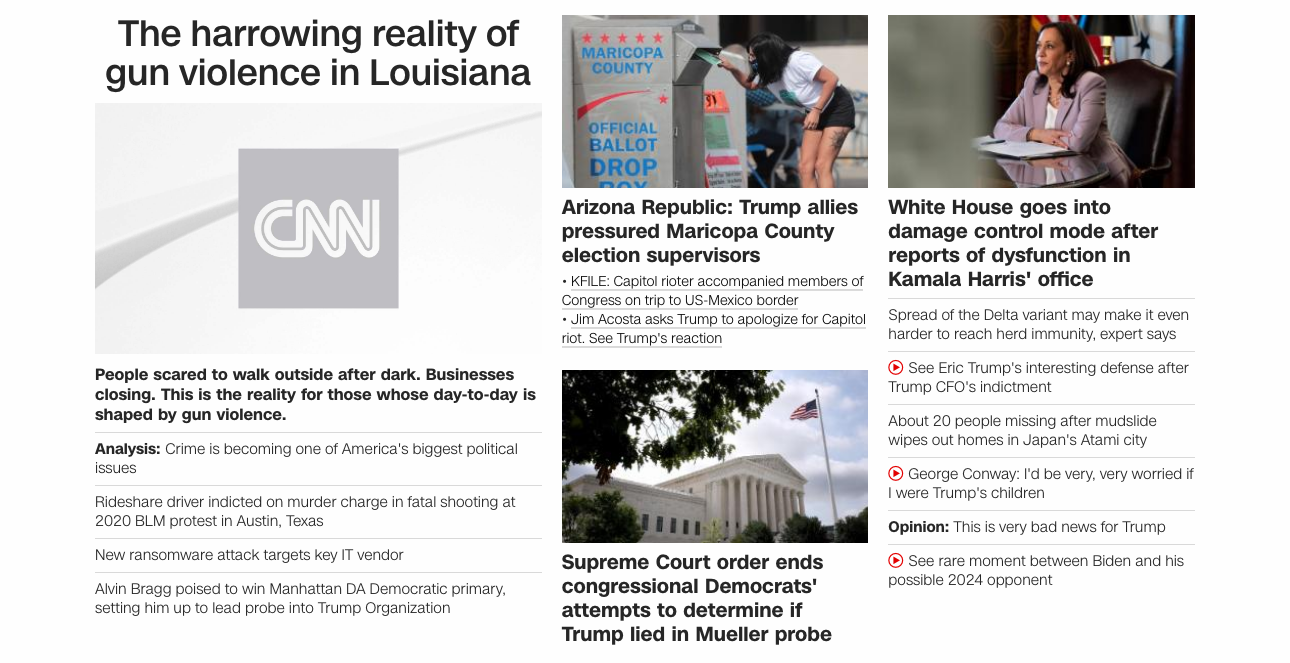 The harrowing reality of
gun violence in Louisiana
CNN
People scared to walk outside after dark. Businesses
closing. This is the reality for those whose day-to-day is
shaped by gun violence.
Analysis: Crime is becoming one of America's biggest political
issues
Rideshare driver indicted on murder charge in fatal shooting at
2020 BLM protest in Austin, Texas
New ransomware attack targets key IT vendor
Alvin Bragg poised to win Manhattan DA Democratic primary,
setting him up to lead probe into Trump Organization
MARICOPA
COUNTY
OFFICIAL
BALLOT
DROP
BOX
Arizona Republic: Trump allies
pressured Maricopa County
election supervisors
• KFILE: Capitol rioter accompanied members of
Congress on trip to US-Mexico border
• Jim Acosta asks Trump to apologize for Capitol
riot. See Trump's reaction
Supreme Court order ends
congressional Democrats'
attempts to determine if
Trump lied in Mueller probe
White House goes into
damage control mode after
reports of dysfunction in
Kamala Harris' office
Spread of the Delta variant may make it even
harder to reach herd immunity, expert says
See Eric Trump's interesting defense after
Trump CFO's indictment
About 20 people missing after mudslide
wipes out homes in Japan's Atami city
George Conway: I'd be very, very worried if
I were Trump's children
Opinion: This is very bad news for Trump
See rare moment between Biden and his
possible 2024 opponent